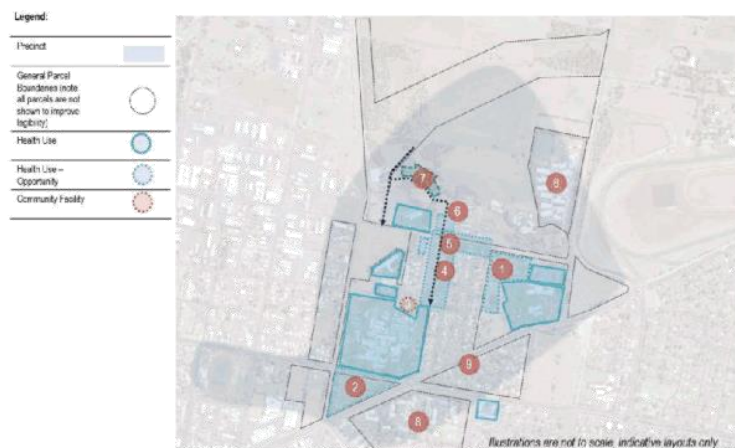 Legend:
Precinct
General Parcel
Boundaries (note
all parcels are not
shown to improve
legibility)
Health Use
Health Use –
Opportunity
Community Facility
7
8
6
5
4
1
9
2
8
Illustrations are not to scale, indicative layouts only